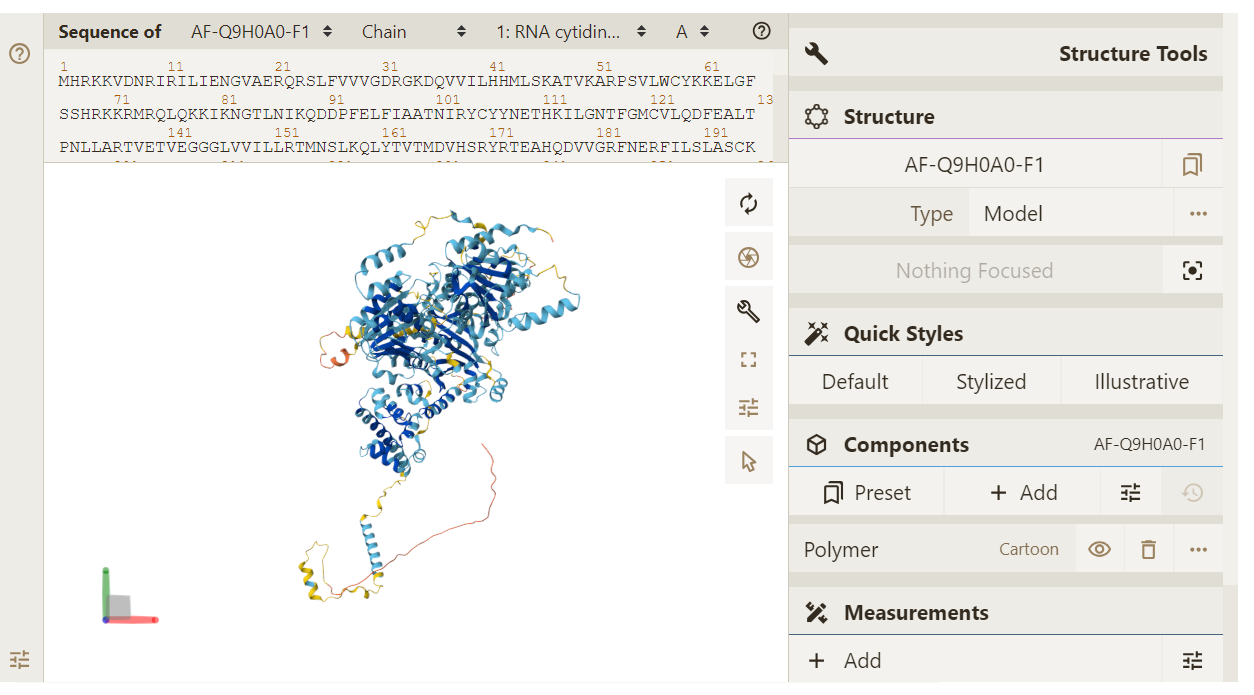 Sequence of AF-Q9H0A0-F1 Chain 1: RNA cytidin... A
1 11 21 31 41 51 61
MHRKKVDNRIRILIENGVAERQRSLFVVVGDRGKDQVVILHHMLSKATVKARPSVLWCYKKELGF
71 81 91 101 111 121 13
SSHRKKRMRQLQKKIKNGTLNIKQDDPFELFIAATNIRYCYYNETHKILGNTFGMCVLQDFEALT
141 151 161 171 181 191
PNLLARTVETVEGGGLVVILLRTMNSLKQLYTVTMDVHSRYRTEAHQDVVGRFNERFILSLASCK
Structure Tools
Structure
AF-Q9H0A0-F1
Type Model
Nothing Focused
Quick Styles
Default Stylized Illustrative
Components AF-Q9H0A0-F1
Preset + Add
Polymer Cartoon
Measurements
+ Add